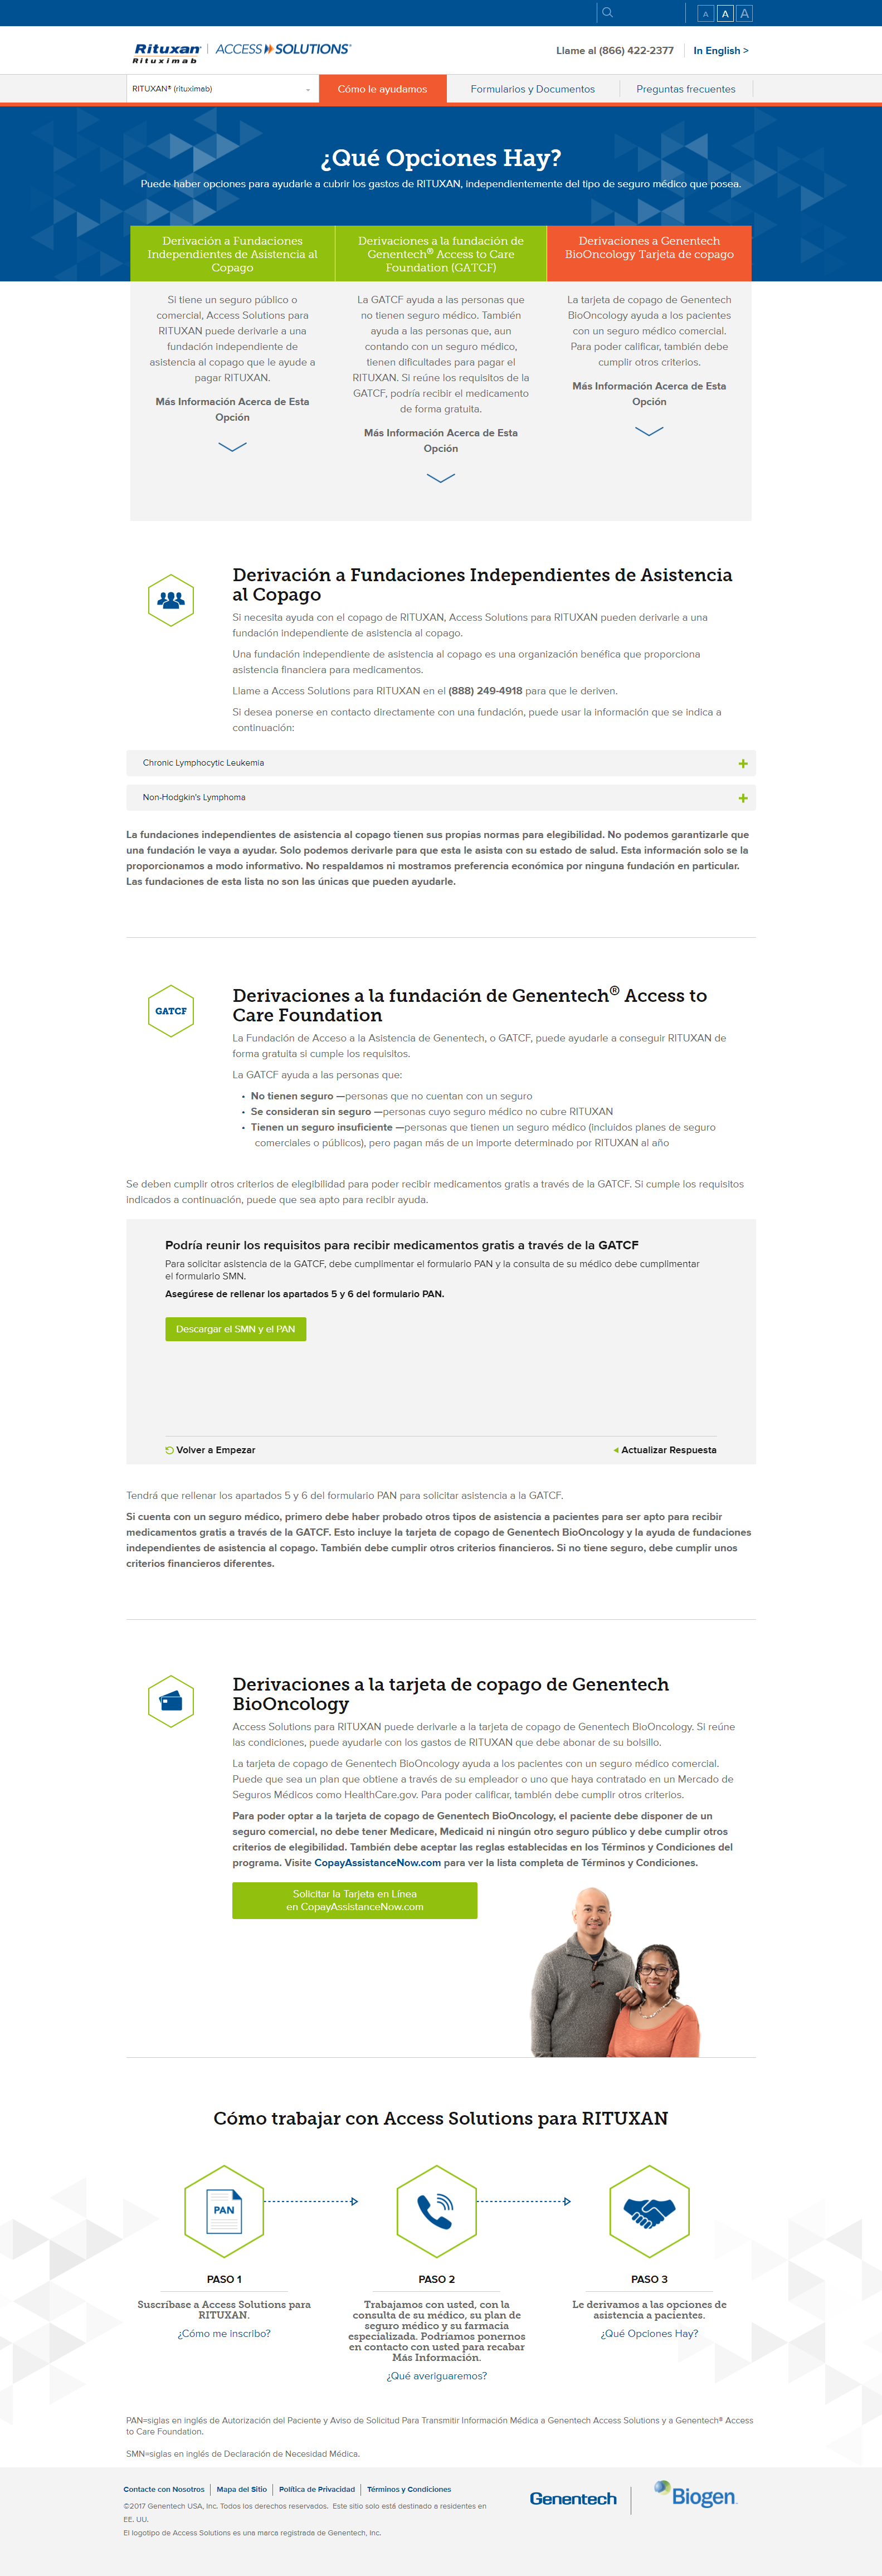 A A A
Rituxan® Rituximab ACCESS SOLUTIONS®
Llame al (866) 422-2377 In English >
RITUXAN® (rituximab) Cómo le ayudamos Formularios y Documentos Preguntas frecuentes
¿Qué Opciones Hay?
Puede haber opciones para ayudarle a cubrir los gastos de RITUXAN, independientemente del tipo de seguro médico que posea.
Derivación a Fundaciones
Independientes de Asistencia al
Copago
Si tiene un seguro público o
comercial, Access Solutions para
RITUXAN puede derivarle a una
fundación independiente de
asistencia al copago que le ayude a
pagar RITUXAN.
Más Información Acerca de Esta
Opción
Derivaciones a la fundación de
Genentech® Access to Care
Foundation (GATCF)
La GATCF ayuda a las personas que
no tienen seguro médico. También
ayuda a las personas que, aun
contando con un seguro médico,
tienen dificultades para pagar el
RITUXAN. Si reúne los requisitos de la
GATCF, podría recibir el medicamento
de forma gratuita.
Más Información Acerca de Esta
Opción
Derivaciones a Genentech
BioOncology Tarjeta de copago
La tarjeta de copago de Genentech
BioOncology ayuda a los pacientes
con un seguro médico comercial.
Para poder calificar, también debe
cumplir otros criterios.
Más Información Acerca de Esta
Opción
Derivación a Fundaciones Independientes de Asistencia
al Copago
Si necesita ayuda con el copago de RITUXAN, Access Solutions para RITUXAN pueden derivarle a una
fundación independiente de asistencia al copago.
Una fundación independiente de asistencia al copago es una organización benéfica que proporciona
asistencia financiera para medicamentos.
Llame a Access Solutions para RITUXAN en el (888) 249-4918 para que le deriven.
Si desea ponerse en contacto directamente con una fundación, puede usar la información que se indica a
continuación:
Chronic Lymphocytic Leukemia
Non-Hodgkin's Lymphoma
La fundaciones independientes de asistencia al copago tienen sus propias normas para elegibilidad. No podemos garantizarle que
una fundación le vaya a ayudar. Solo podemos derivarle para que esta le asista con su estado de salud. Esta información solo se la
proporcionamos a modo informativo. No respaldamos ni mostramos preferencia económica por ninguna fundación en particular.
Las fundaciones de esta lista no son las únicas que pueden ayudarle.
GATCF
Derivaciones a la fundación de Genentech® Access to
Care Foundation
La Fundación de Acceso a la Asistencia de Genentech, o GATCF, puede ayudarle a conseguir RITUXAN de
forma gratuita si cumple los requisitos.
La GATCF ayuda a las personas que:
• No tienen seguro —personas que no cuentan con un seguro
• Se consideran sin seguro —personas cuyo seguro médico no cubre RITUXAN
• Tienen un seguro insuficiente —personas que tienen un seguro médico (incluidos planes de seguro
comerciales o públicos), pero pagan más de un importe determinado por RITUXAN al año
Se deben cumplir otros criterios de elegibilidad para poder recibir medicamentos gratis a través de la GATCF. Si cumple los requisitos
indicados a continuación, puede que sea apto para recibir ayuda.
Podría reunir los requisitos para recibir medicamentos gratis a través de la GATCF
Para solicitar asistencia de la GATCF, debe cumplimentar el formulario PAN y la consulta de su médico debe cumplimentar
el formulario SMN.
Asegúrese de rellenar los apartados 5 y 6 del formulario PAN.
Descargar el SMN y el PAN
Volver a Empezar Actualizar Respuesta
Tendrá que rellenar los apartados 5 y 6 del formulario PAN para solicitar asistencia a la GATCF.
Si cuenta con un seguro médico, primero debe haber probado otros tipos de asistencia a pacientes para ser apto para recibir
medicamentos gratis a través de la GATCF. Esto incluye la tarjeta de copago de Genentech BioOncology y la ayuda de fundaciones
independientes de asistencia al copago. También debe cumplir otros criterios financieros. Si no tiene seguro, debe cumplir unos
criterios financieros diferentes.
Derivaciones a la tarjeta de copago de Genentech
BioOncology
Access Solutions para RITUXAN puede derivarle a la tarjeta de copago de Genentech BioOncology. Si reúne
las condiciones, puede ayudarle con los gastos de RITUXAN que debe abonar de su bolsillo.
La tarjeta de copago de Genentech BioOncology ayuda a los pacientes con un seguro médico comercial.
Puede que sea un plan que obtiene a través de su empleador o uno que haya contratado en un Mercado de
Seguros Médicos como HealthCare.gov. Para poder calificar, también debe cumplir otros criterios.
Para poder optar a la tarjeta de copago de Genentech BioOncology, el paciente debe disponer de un
seguro comercial, no debe tener Medicare, Medicaid ni ningún otro seguro público y debe cumplir otros
criterios de elegibilidad. También debe aceptar las reglas establecidas en los Términos y Condiciones del
programa. Visite CopayAssistanceNow.com para ver la lista completa de Términos y Condiciones.
Solicitar la Tarjeta en Línea
en CopayAssistanceNow.com
Cómo trabajar con Access Solutions para RITUXAN
PAN
PASO 1
Suscríbase a Access Solutions para
RITUXAN.
¿Cómo me inscribo?
PASO 2
Trabajamos con usted, con la
consulta de su médico, su plan de
seguro médico y su farmacia
especializada. Podríamos ponernos
en contacto con usted para recabar
Más Información.
¿Qué averiguaremos?
PASO 3
Le derivamos a las opciones de
asistencia a pacientes.
¿Qué Opciones Hay?
PAN=siglas en inglés de Autorización del Paciente y Aviso de Solicitud Para Transmitir Información Médica a Genentech Access Solutions y a Genentech® Access
to Care Foundation.
SMN=siglas en inglés de Declaración de Necesidad Médica.
Contacte con Nosotros Mapa del Sitio Política de Privacidad Términos y Condiciones
©2017 Genentech USA, Inc. Todos los derechos reservados. Este sitio solo está destinado a residentes en
EE. UU.
El logotipo de Access Solutions es una marca registrada de Genentech, Inc.
Genentech Biogen